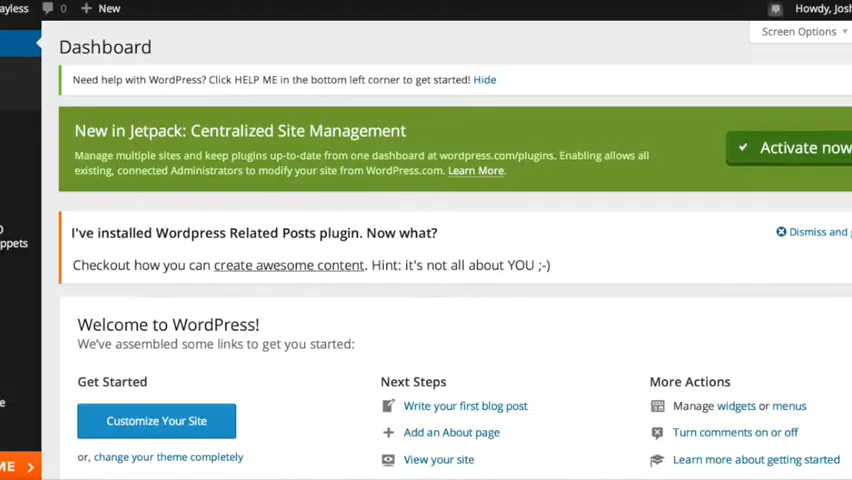 ayless 0 New Howdy, Josh
Screen Options
Dashboard
Need help with WordPress? Click HELP ME in the bottom left corner to get started! Hide
New in Jetpack: Centralized Site Management
Manage multiple sites and keep plugins up-to-date from one dashboard at wordpress.com/plugins. Enabling allows all
existing, connected Administrators to modify your site from WordPress.com. Learn More.
Activate now
I've installed Wordpress Related Posts plugin. Now what?
Dismiss and
Checkout how you can create awesome content. Hint: it's not all about YOU ;-)
ppets
Welcome to WordPress!
We've assembled some links to get you started:
Get Started
Customize Your Site
or, change your theme completely
Next Steps
Write your first blog post
Add an About page
View your site
More Actions
Manage widgets or menus
Turn comments on or off
Learn more about getting started
e
ME